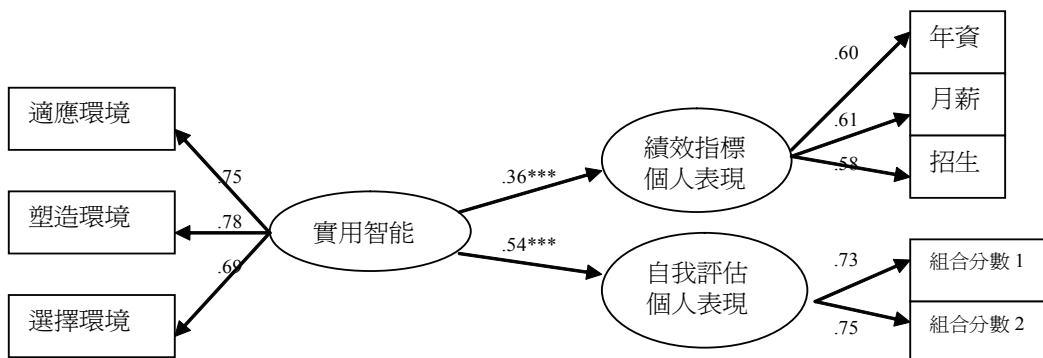 年資
.60
適應環境
月薪
.61
績效指標
個人表現
招生
.58
.75
.36***
塑造環境
.78
實用智能
.54***
.69
自我評估
個人表現
.73
組合分數 1
選擇環境
.75
組合分數 2